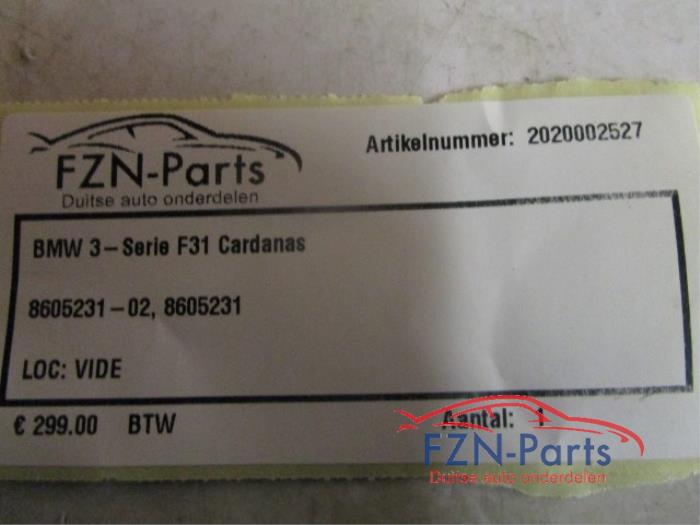 FZN-Parts
Duitse auto onderdelen
Artikelnummer: 2020002527
BMW 3-Serie F31 Cardanas
8605231-02, 8605231
LOC: VIDE
€ 299.00 BTW
Aantal: 1
FZN-Parts
Duitse auto onderdelen